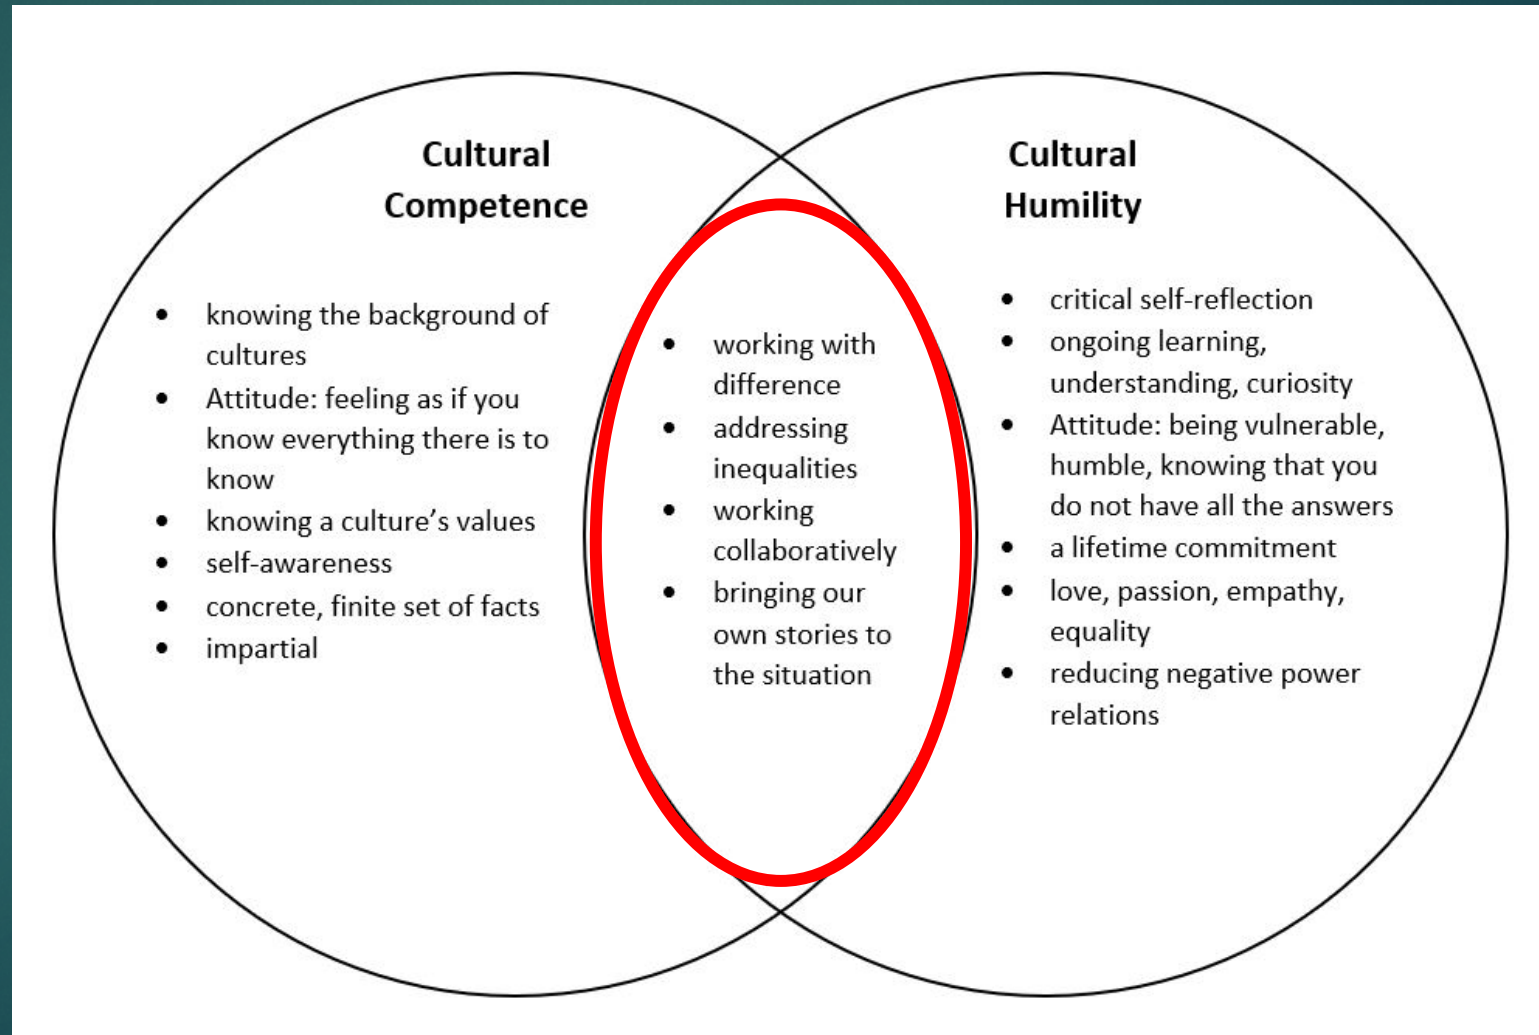 Cultural
Competence
• knowing the background of
cultures
• Attitude: feeling as if you
know everything there is to
know
• knowing a culture’s values
• self-awareness
• concrete, finite set of facts
• impartial
• working with
difference
• addressing
inequalities
• working
collaboratively
• bringing our
own stories to
the situation
Cultural
Humility
• critical self-reflection
• ongoing learning,
understanding, curiosity
• Attitude: being vulnerable,
humble, knowing that you
do not have all the answers
• a lifetime commitment
• love, passion, empathy,
equality
• reducing negative power
relations